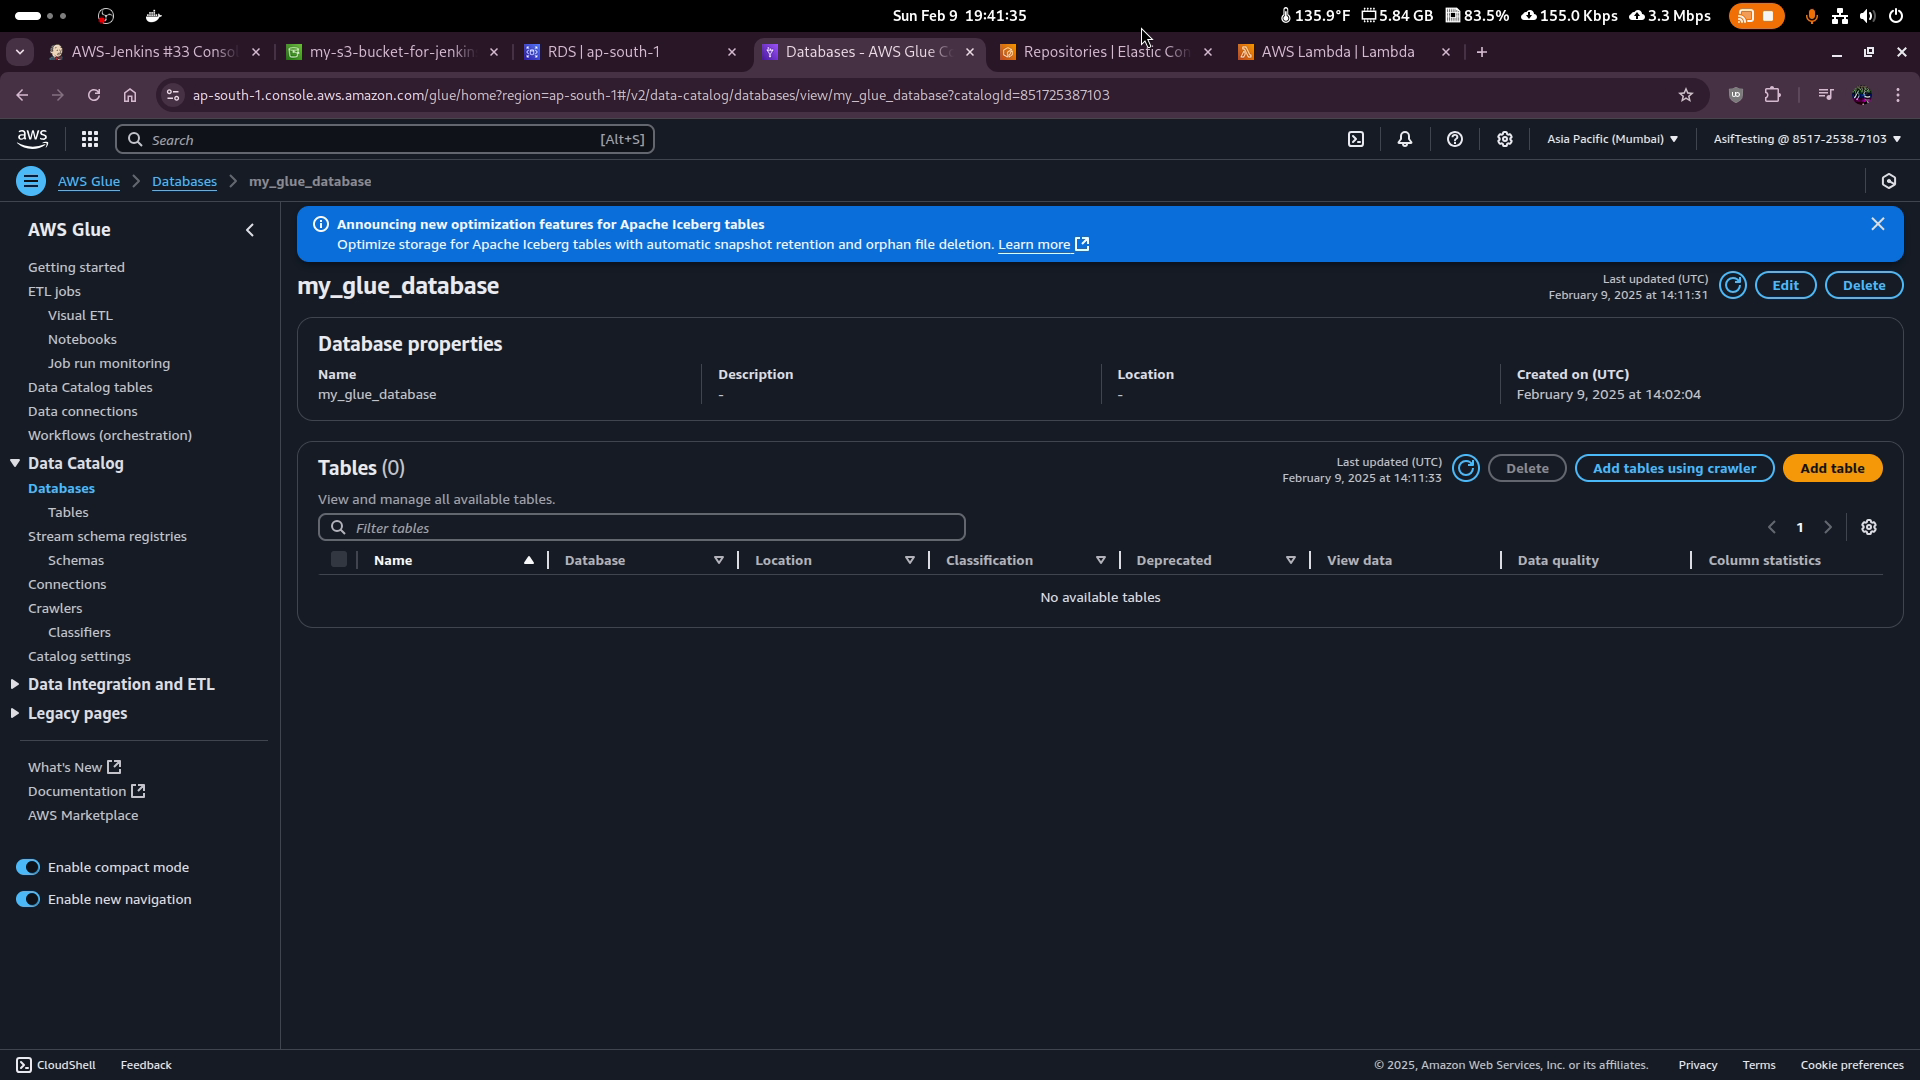 Sun Feb 9 19:41:35
135.9°F 5.84 GB 83.5% 155.0 Kbps 3.3 Mbps
AWS-Jenkins #33 Conso
my-s3-bucket-for-jenkin
RDS | ap-south-1
Databases - AWS Glue C
Repositories | Elastic Con
AWS Lambda | Lambda
ap-south-1.console.aws.amazon.com/glue/home?region=ap-south-1#/v2/data-catalog/databases/view/my_glue_database?catalogId=851725387103
aws
Search [Alt+S]
Asia Pacific (Mumbai)
AsifTesting @ 8517-2538-7103
AWS Glue > Databases > my_glue_database
AWS Glue
Getting started
ETL jobs
Visual ETL
Notebooks
Job run monitoring
Data Catalog tables
Data connections
Workflows (orchestration)
Data Catalog
Databases
Tables
Stream schema registries
Schemas
Connections
Crawlers
Classifiers
Catalog settings
Data Integration and ETL
Legacy pages
What's New
Documentation
AWS Marketplace
Enable compact mode
Enable new navigation
Announcing new optimization features for Apache Iceberg tables
Optimize storage for Apache Iceberg tables with automatic snapshot retention and orphan file deletion. Learn more
my_glue_database
Last updated (UTC)
February 9, 2025 at 14:11:31
Edit
Delete
Database properties
Name
my_glue_database
Description
-
Location
-
Created on (UTC)
February 9, 2025 at 14:02:04
Tables (0)
Last updated (UTC)
February 9, 2025 at 14:11:33
Delete
Add tables using crawler
Add table
View and manage all available tables.
Filter tables
1
Name Database Location Classification Deprecated View data Data quality Column statistics
No available tables
CloudShell Feedback
© 2025, Amazon Web Services, Inc. or its affiliates. Privacy Terms Cookie preferences